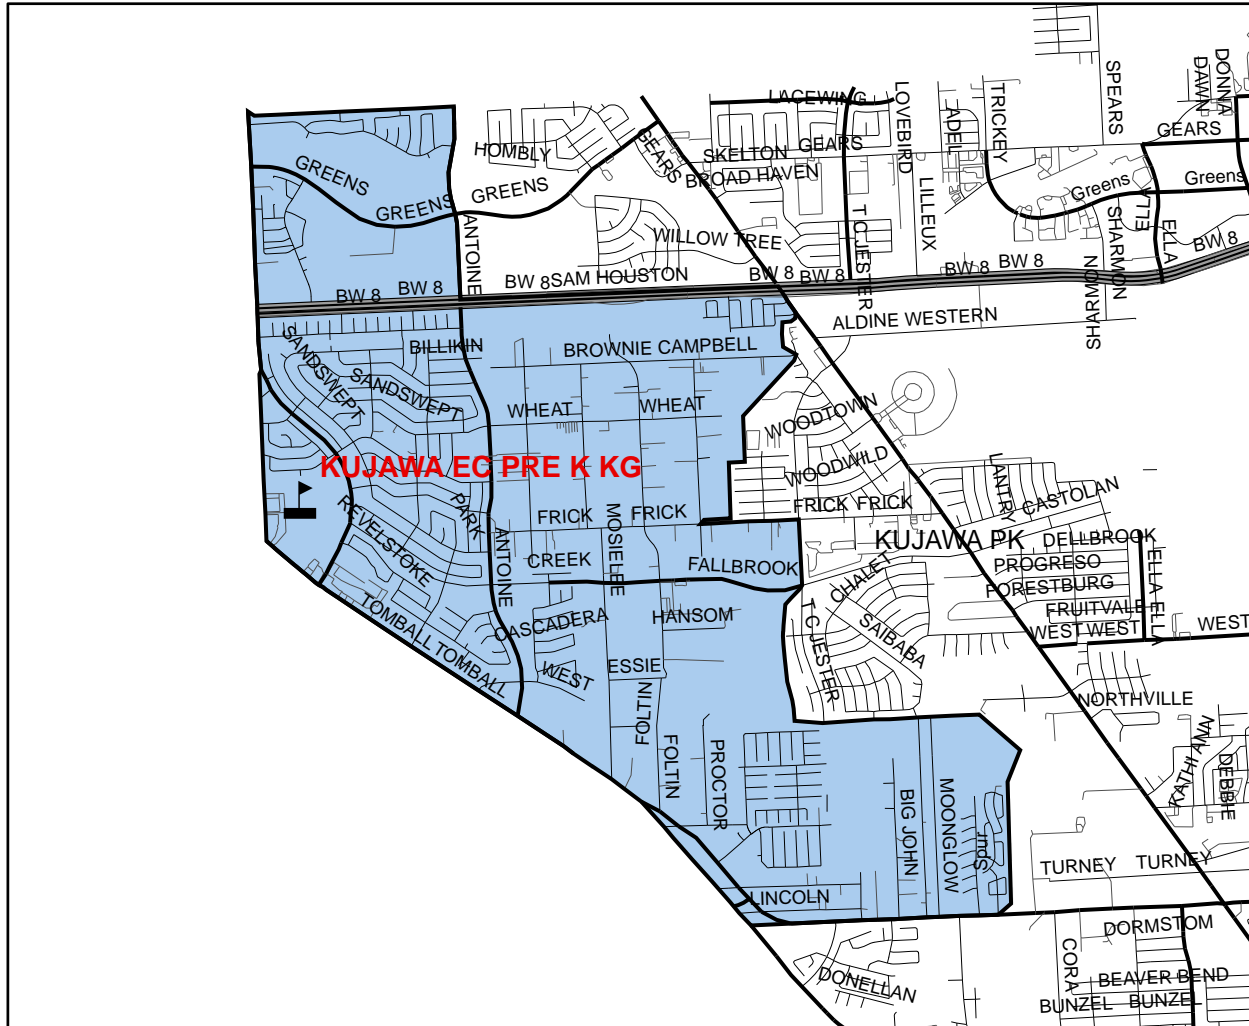 SPEARS
DONNA
DAWN
LACEWING
LOVEBIRD
ADEL
TRICKEY
GEARS
HOMBLY
GEARS
SKELTON
GEARS
BROAD HAVEN
GREENS
GREENS
GREENS
LILLEUX
Greens
Greens
ELLA
ELLA
SHARMON
SHARMON
ANTOINE
WILLOW TREE
T C JESTER
BW 8
BW 8
BW 8
BW 8
SAM HOUSTON
BW 8
BW 8
BW 8
BW 8
ALDINE WESTERN
SANDSWEPT
SANDSWEPT
BILLIKIN
BROWNIE CAMPBELL
WHEAT
WHEAT
WOODTOWN
WOODWILD
KUJAWA EC PRE K KG
LANTRY
CASTOLAN
REVELSTOKE
PARK
ANTOINE
FRICK
MOSIELEE
FRICK
FRICK
FRICK
KUJAWA PK
DELLBROOK
CREEK
FALLBROOK
CHALET
PROGRESO
FORESTBURG
ELLA
ELLA
TOMBALL
TOMBALL
CASCADERA
HANSOM
T C JESTER
SAIBABA
FRUITVALE
WEST
WEST
WEST
WEST
ESSIE
FOLTIN
FOLTIN
PROCTOR
NORTHVILLE
KATHI ANN
DEBBIE
BIG JOHN
MOONGLOW
Spur
TURNEY
TURNEY
LINCOLN
DORMSTOM
CORA
DONELLAN
BEAVER BEND
BUNZEL
BUNZEL